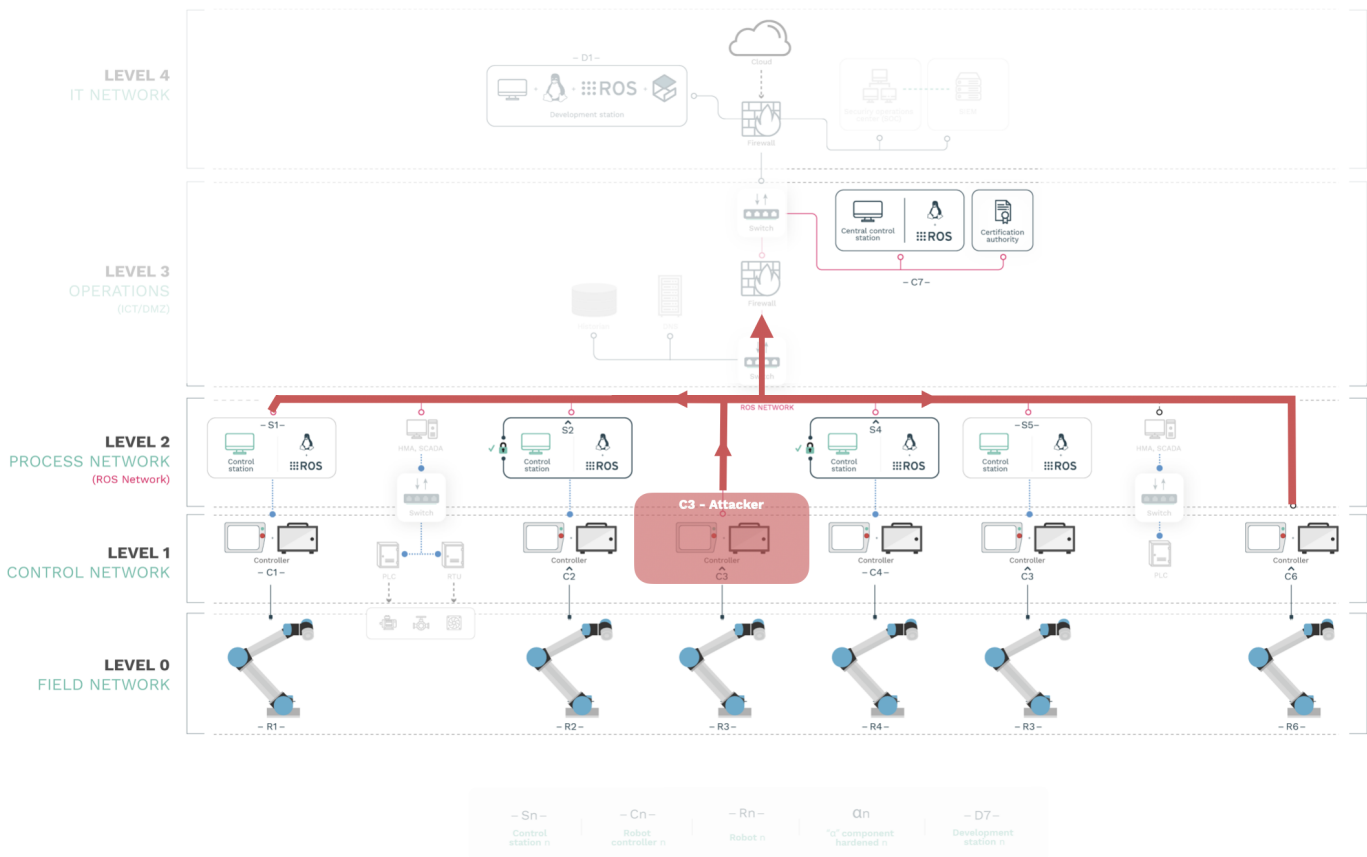 LEVEL 4
IT NETWORK
– D1 –
ROS
Development station
Cloud
Firewall
Security operations
centre (SOC)
LEVEL 3
OPERATIONS
(ICT/DMZ)
Switch
Central control
station
ROS
Certification
authority
– C7 –
Firewall
Switch
ROS NETWORK
LEVEL 2
PROCESS NETWORK
(ROS Network)
– S1 –
Control
station
ROS
HMA, SCADA
Switch
^
S2
Control
station
ROS
^
S4
Control
station
ROS
– S5 –
Control
station
ROS
HMA, SCADA
Switch
C3 - Attacker
LEVEL 1
CONTROL NETWORK
Controller
– C1 –
PLC
RTU
Controller
^
C2
Controller
^
C3
Controller
– C4 –
Controller
^
C3
PLC
Controller
^
C6
LEVEL 0
FIELD NETWORK
– R1 –
– R2 –
– R3 –
– R4 –
– R3 –
– R6 –
– Sn –
Control
station n
– Cn –
Robot
controller n
– Rn –
Robot n
αn
"α" component
hardened n
– D7 –
Development
station n